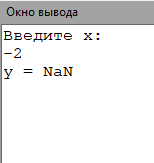 Окно вывода
Введите x:
-2
y = NaN